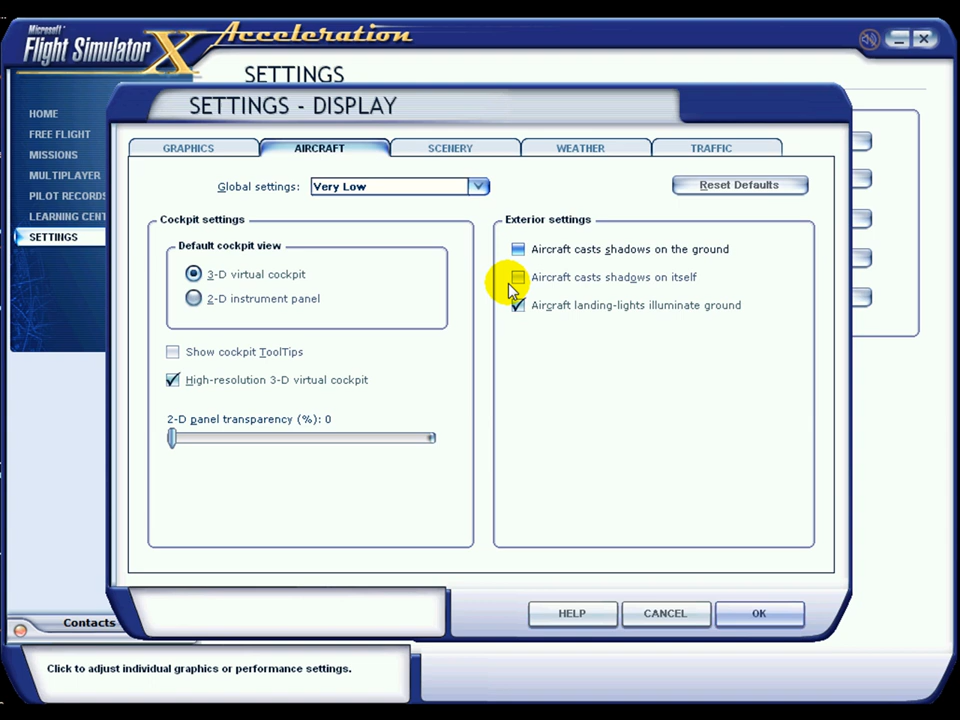 Microsoft
Flight Simulator X Acceleration
SETTINGS
SETTINGS - DISPLAY
HOME
FREE FLIGHT
MISSIONS
MULTIPLAYER
PILOT RECORDS
LEARNING CENT
SETTINGS
GRAPHICS
AIRCRAFT
SCENERY
WEATHER
TRAFFIC
Global settings: Very Low
Reset Defaults
Cockpit settings
Default cockpit view
3-D virtual cockpit
2-D instrument panel
Show cockpit ToolTips
High-resolution 3-D virtual cockpit
2-D panel transparency (%): 0
Exterior settings
Aircraft casts shadows on the ground
Aircraft casts shadows on itself
Aircraft landing-lights illuminate ground
HELP
CANCEL
OK
Contacts
Click to adjust individual graphics or performance settings.